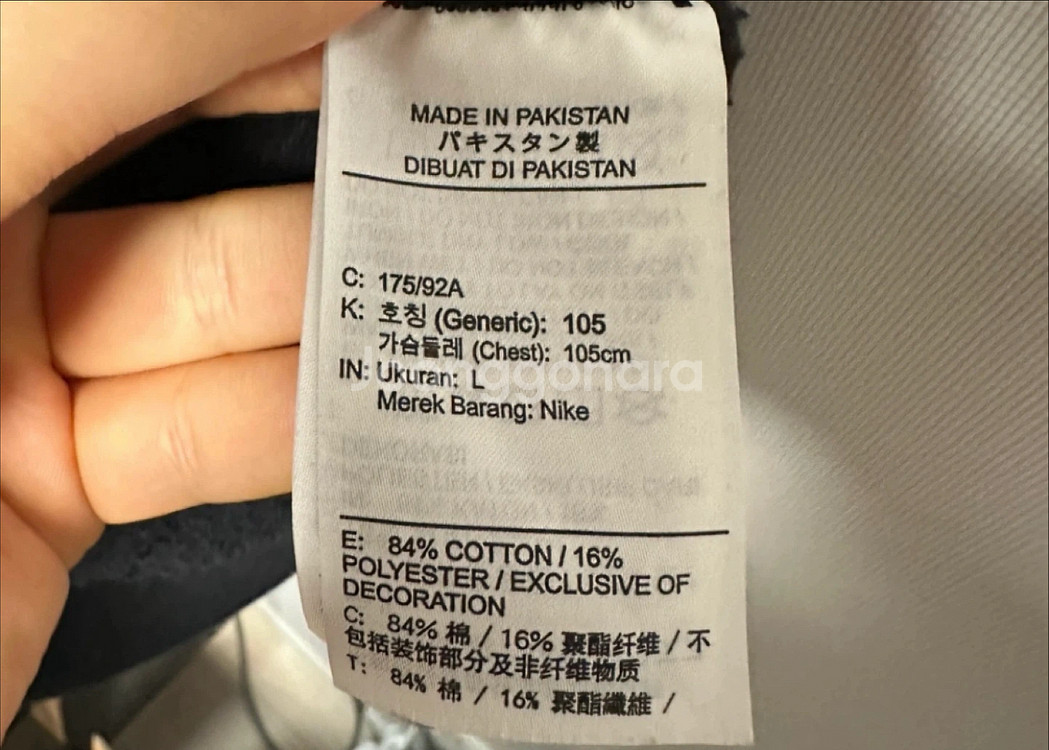 MADE IN PAKISTAN
パキスタン製
DIBUAT DI PAKISTAN
C: 175/92A
K: 호칭 (Generic): 105
가슴둘레 (Chest): 105cm
IN: Ukuran: L
Merek Barang: Nike
E: 84% COTTON / 16%
POLYESTER / EXCLUSIVE OF
DECORATION
C: 84% 棉 / 16% 聚酯纤维 / 不
包括装饰部分及非纤维物质
T: 84% 棉 / 16% 聚酯纖維 /
Joonggonara